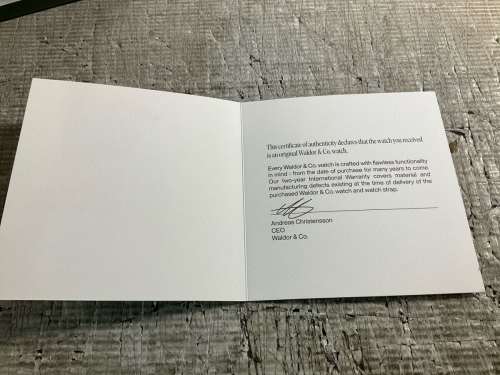 This certificate of authenticity declares that the watch you received
is an original Waldor & Co. watch.
Every Waldor & Co. watch is crafted with flawless functionality
in mind - from the date of purchase for many years to come.
Our two-year International Warranty covers material and
manufacturing defects existing at the time of delivery of the
purchased Waldor & Co. watch and watch strap.
Andreas Christensson
CEO
Waldor & Co.